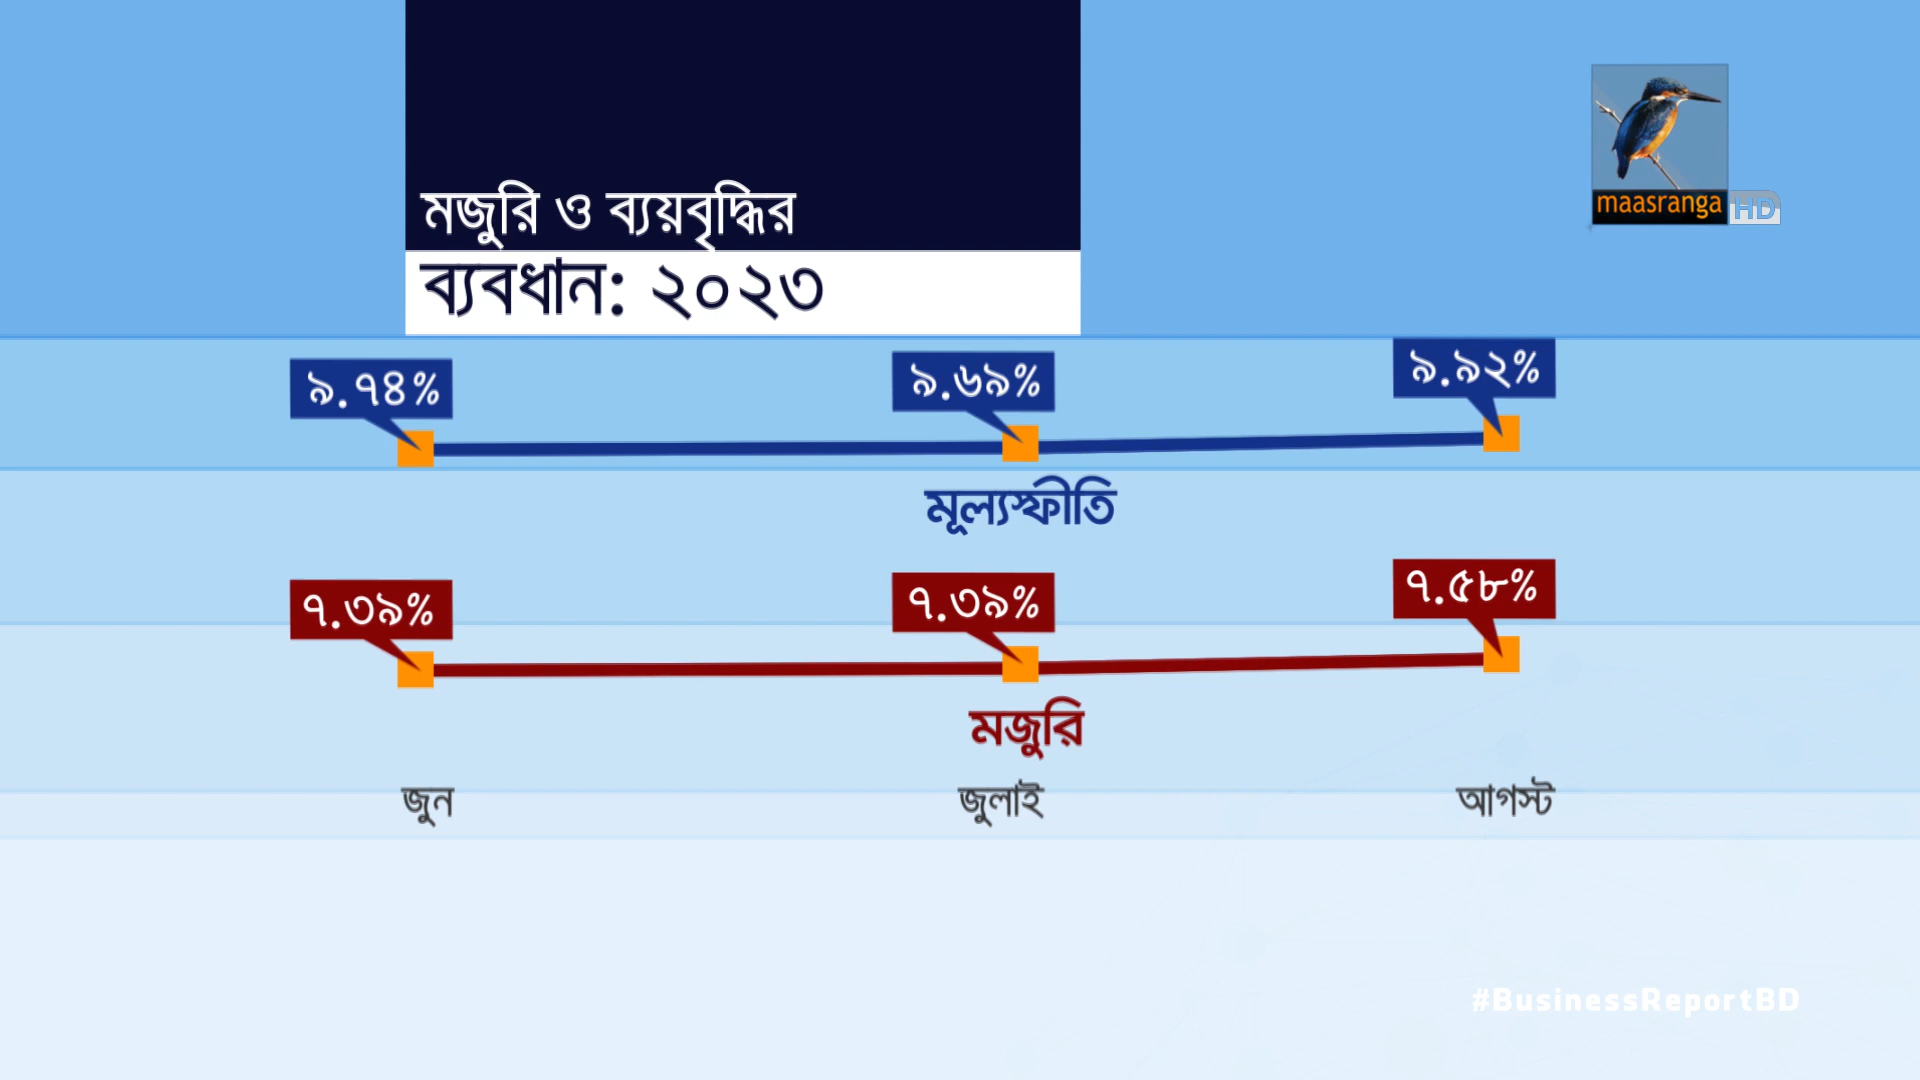 মজুরি ও ব্যয়বৃদ্ধির
ব্যবধান: ২০২৩
maasranga HD
৯.৭৪% ৯.৬৯% ৯.৯২%
মূল্যস্ফীতি
৭.৩৯% ৭.৩৯% ৭.৫৮%
মজুরি
জুন জুলাই আগস্ট
#BusinessReportBD